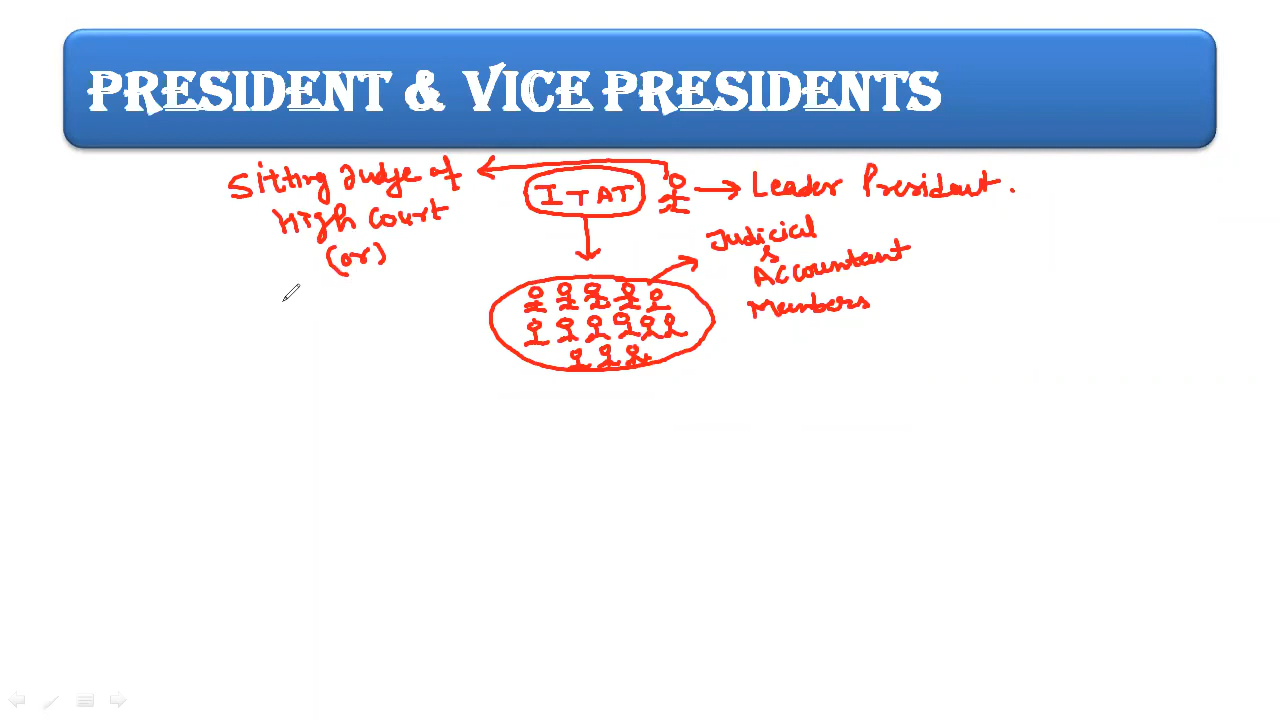 PRESIDENT & VICE PRESIDENTS
Sitting Judge of
High Court
(or)
ITAT
Leader President.
Judicial
&
Accountant
Members